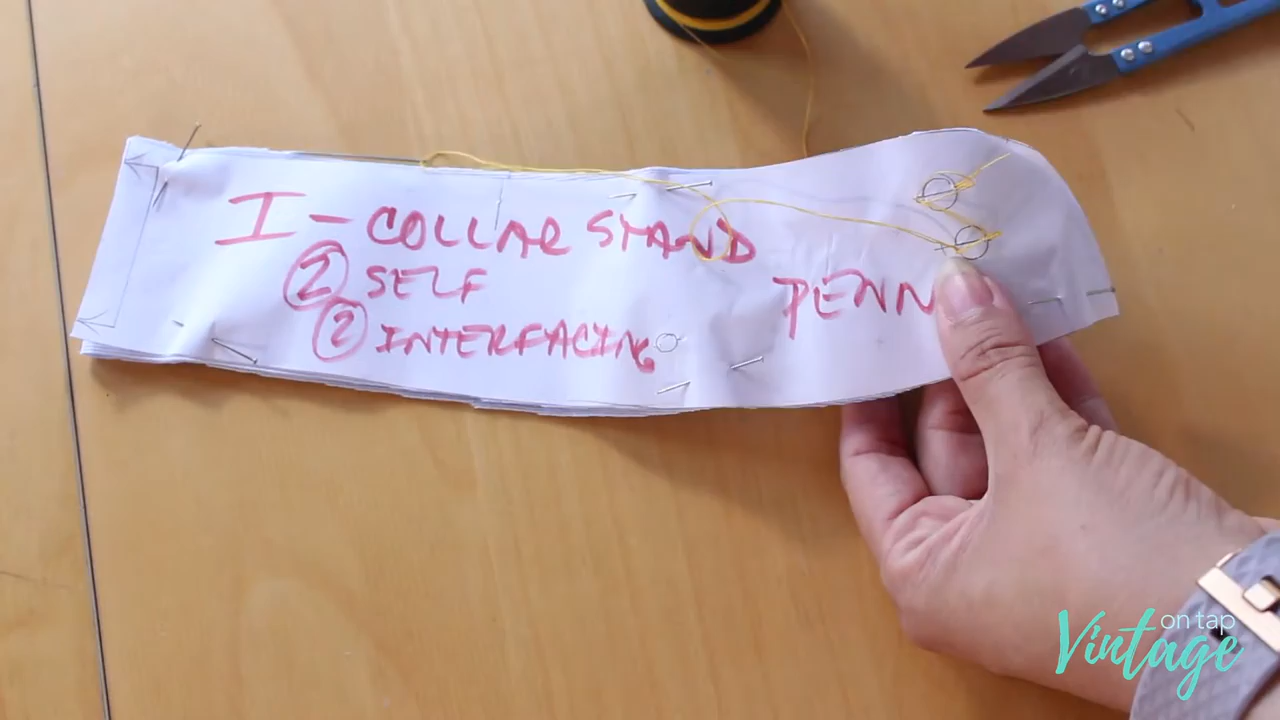 I - COLLAR STAND
② SELF
② INTERFACING
PENN
Vintage on tap